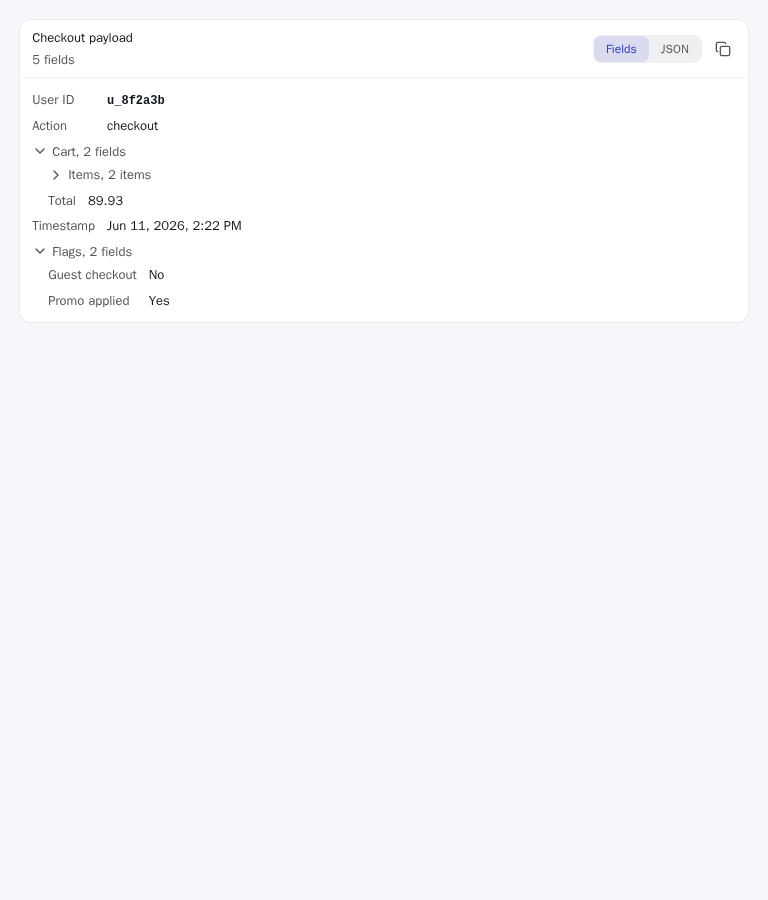 Checkout payload
5 fields
Fields JSON
User ID u_8f2a3b
Action checkout
Cart, 2 fields
Items, 2 items
Total 89.93
Timestamp Jun 11, 2026, 2:22 PM
Flags, 2 fields
Guest checkout No
Promo applied Yes